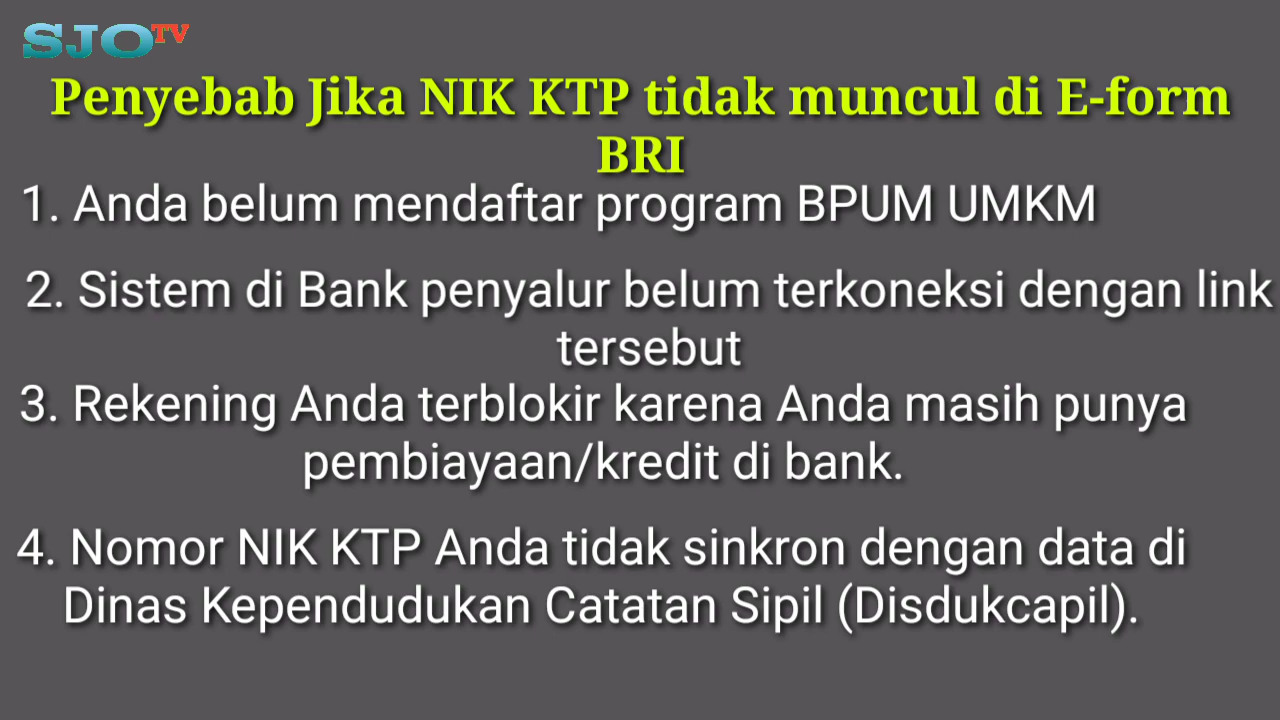 SJOTV
Penyebab Jika NIK KTP tidak muncul di E-form
BRI
1. Anda belum mendaftar program BPUM UMKM
2. Sistem di Bank penyalur belum terkoneksi dengan link
tersebut
3. Rekening Anda terblokir karena Anda masih punya
pembiayaan/kredit di bank.
4. Nomor NIK KTP Anda tidak sinkron dengan data di
Dinas Kependudukan Catatan Sipil (Disdukcapil).